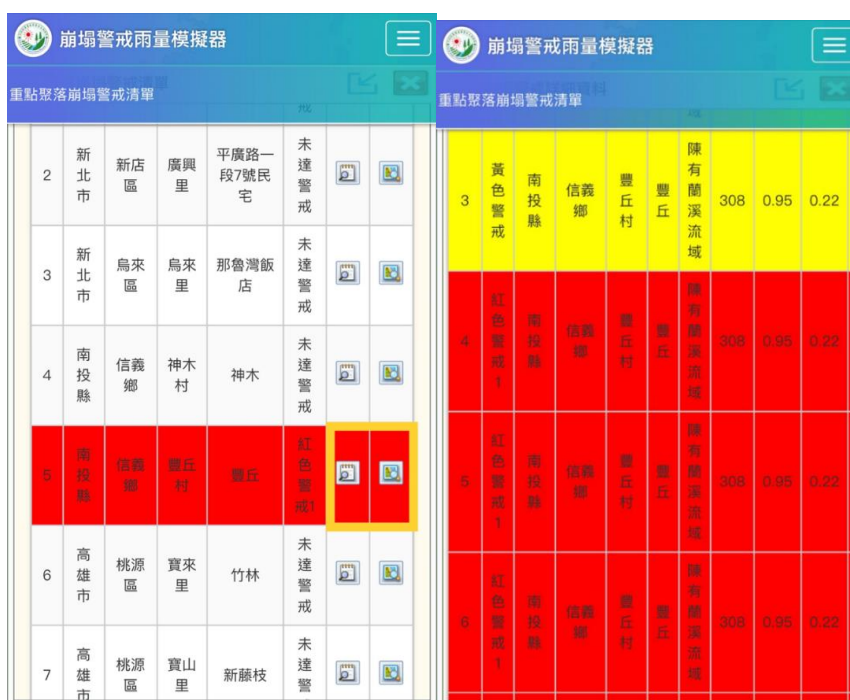 崩塌警戒雨量模擬器
重點聚落崩塌警戒清單
戒
2 新北市 新店區 廣興里 平廣路一段7號民宅 未達警戒
3 新北市 烏來區 烏來里 那魯灣飯店 未達警戒
4 南投縣 信義鄉 神木村 神木 未達警戒
5 南投縣 信義鄉 豐丘村 豐丘 紅色警戒1
6 高雄市 桃源區 寶來里 竹林 未達警戒
7 高雄市 桃源區 寶山里 新藤枝 未達警
崩塌警戒雨量模擬器
重點聚落崩塌警戒清單
域
3 黃色警戒 南投縣 信義鄉 豐丘村 豐丘 陳有蘭溪流域 308 0.95 0.22
4 紅色警戒1 南投縣 信義鄉 豐丘村 豐丘 陳有蘭溪流域 308 0.95 0.22
5 紅色警戒1 南投縣 信義鄉 豐丘村 豐丘 陳有蘭溪流域 308 0.95 0.22
6 紅色警戒1 南投縣 信義鄉 豐丘村 豐丘 陳有蘭溪流域 308 0.95 0.22